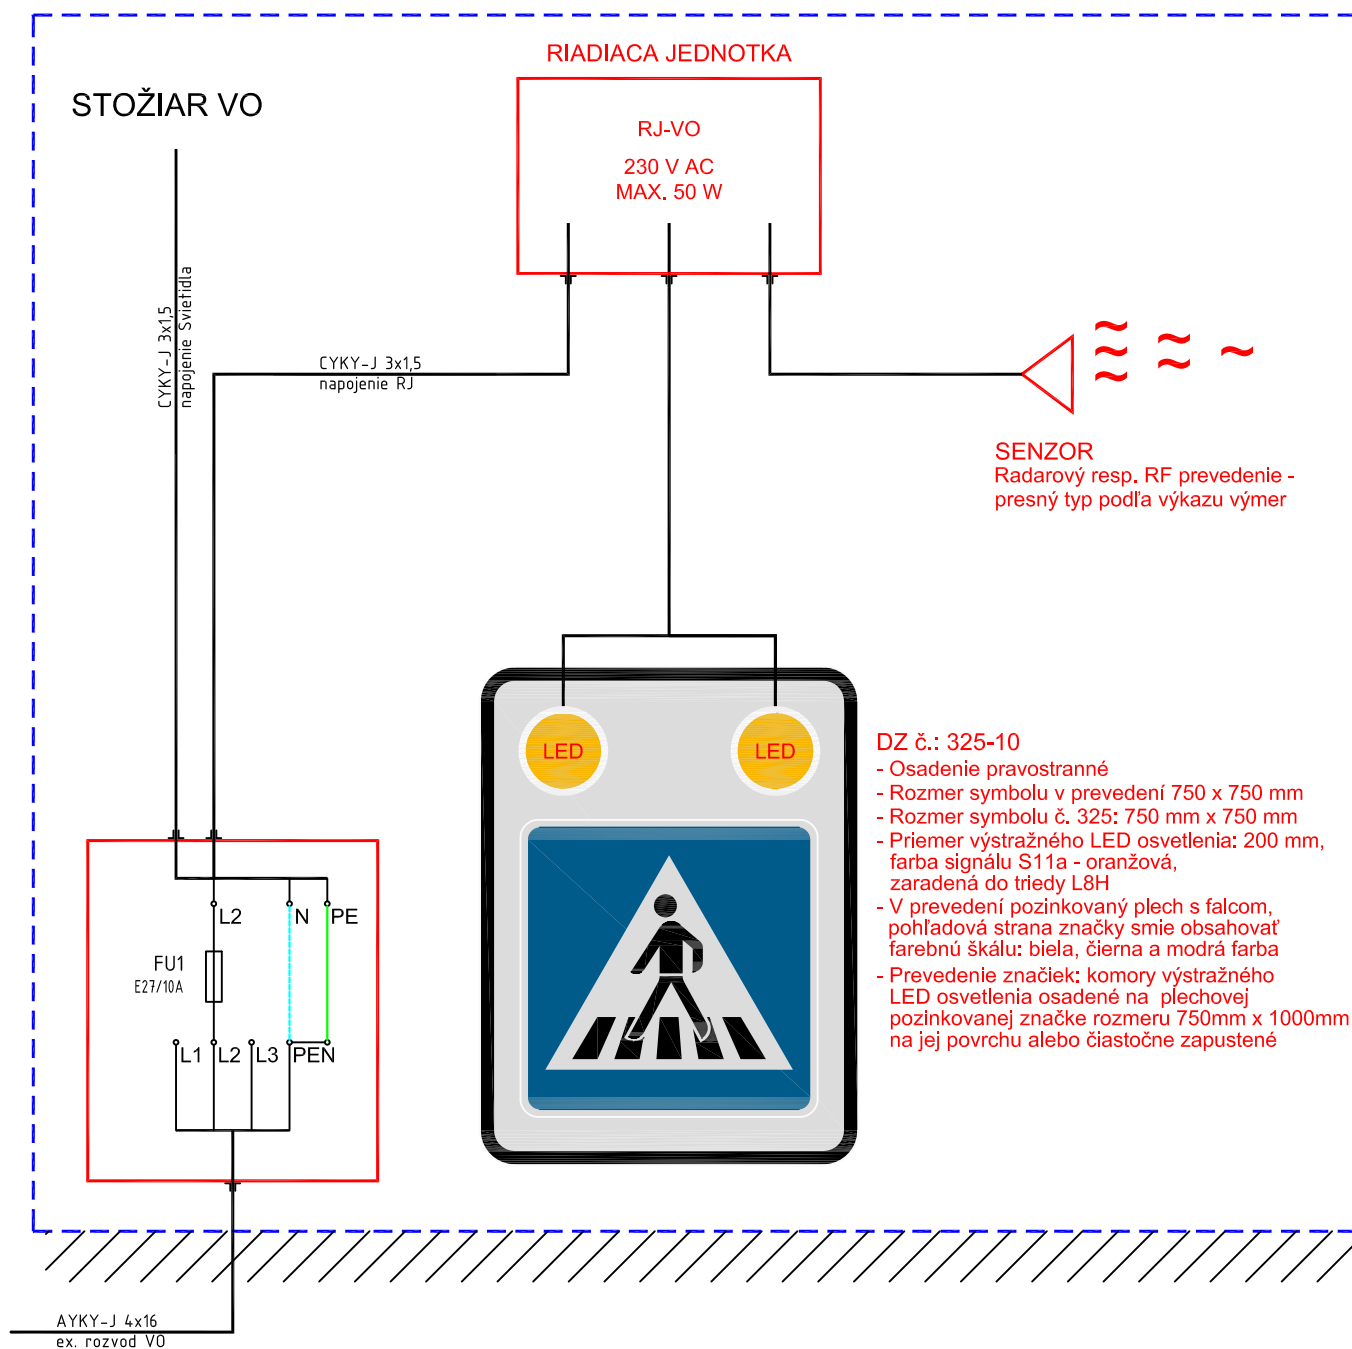 RIADIACA JEDNOTKA
STOŽIAR VO
RJ-VO
230 V AC
MAX. 50 W
CYKY-J 3x1,5
napojenie Svietidla
CYKY-J 3x1,5
napojenie RJ
SENZOR
Radarový resp. RF prevedenie -
presný typ podľa výkazu výmer
LED
LED
DZ č.: 325-10
- Osadenie pravostranné
- Rozmer symbolu v prevedení 750 x 750 mm
- Rozmer symbolu č. 325: 750 mm x 750 mm
- Priemer výstražného LED osvetlenia: 200 mm,
farba signálu S11a - oranžová,
zaradená do triedy L8H
- V prevedení pozinkovaný plech s falcom,
pohľadová strana značky smie obsahovať
farebnú škálu: biela, čierna a modrá farba
- Prevedenie značiek: komory výstražného
LED osvetlenia osadené na plechovej
pozinkovanej značke rozmeru 750mm x 1000mm
na jej povrchu alebo čiastočne zapustené
L2
N
PE
FU1
E27/10A
L1
L2
L3
PEN
AYKY-J 4x16
ex. rozvod VO